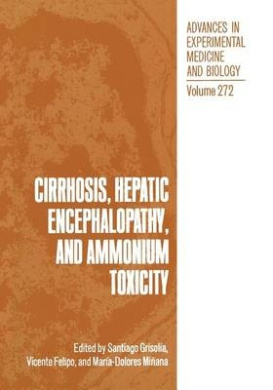 ADVANCES IN
EXPERIMENTAL
MEDICINE
AND BIOLOGY
Volume 272
CIRRHOSIS, HEPATIC
ENCEPHALOPATHY,
AND AMMONIUM
TOXICITY
Edited by Santiago Grisolía,
Vicente Felipo, and María-Dolores Miñana